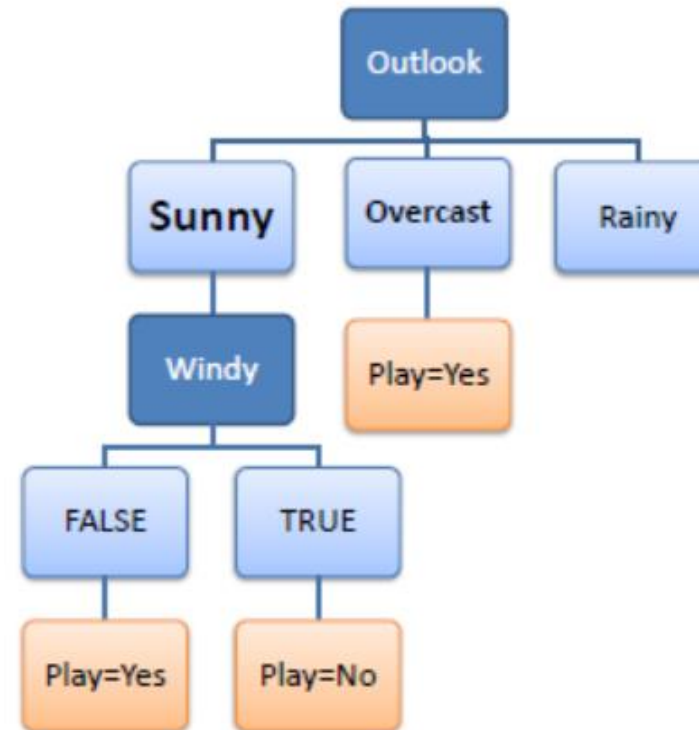 Outlook
Sunny
Overcast
Rainy
Windy
Play=Yes
FALSE
TRUE
Play=Yes
Play=No